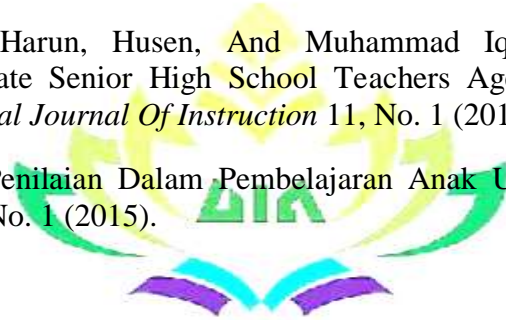 Harun, Husen, And Muhammad Iq
ate Senior High School Teachers Ag
al Journal Of Instruction 11, No. 1 (201
Penilaian Dalam Pembelajaran Anak U
No. 1 (2015).